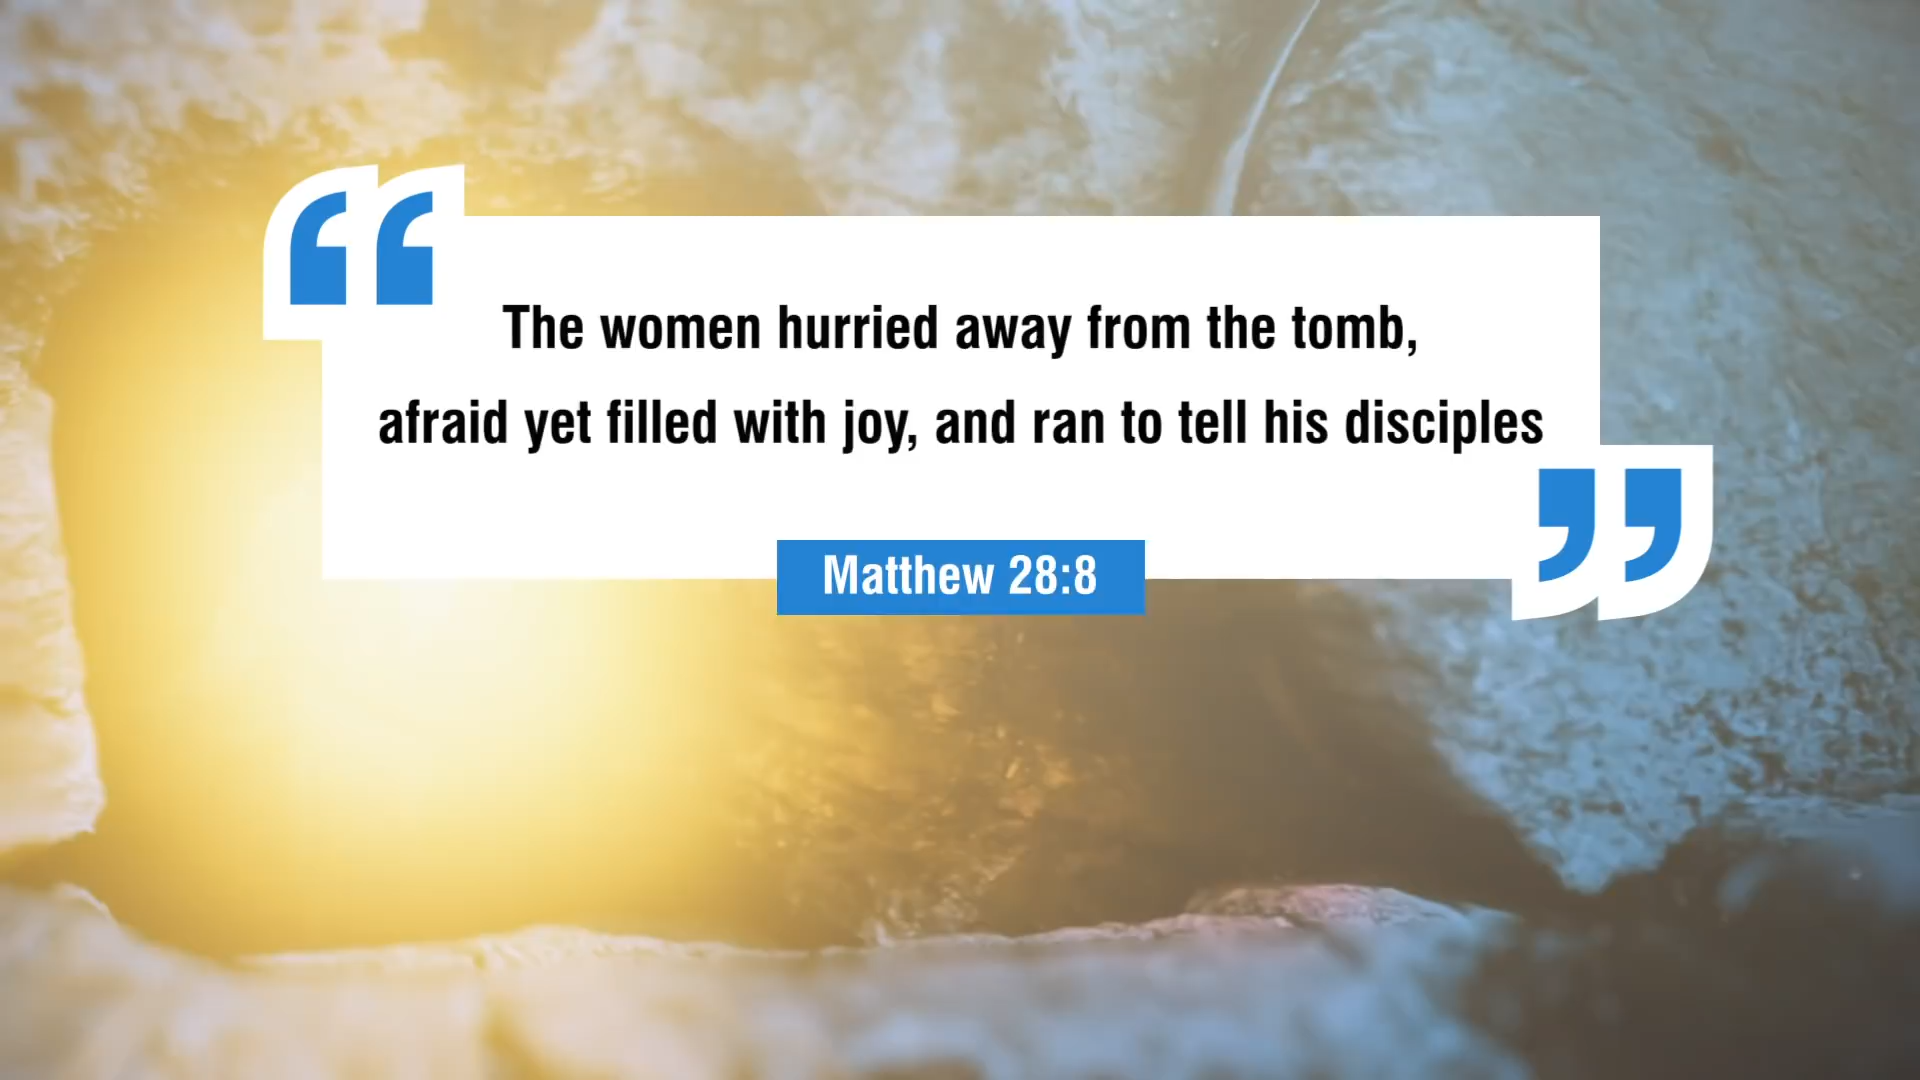 “
The women hurried away from the tomb,
afraid yet filled with joy, and ran to tell his disciples
”
Matthew 28:8